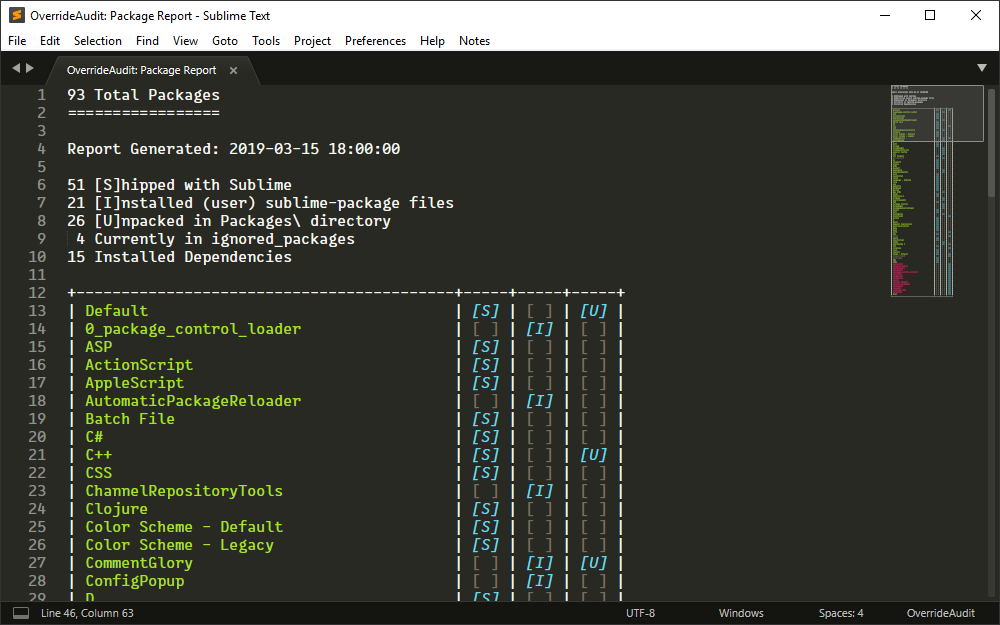 OverrideAudit: Package Report - Sublime Text
File Edit Selection Find View Goto Tools Project Preferences Help Notes
OverrideAudit: Package Report ×
1 93 Total Packages
2 =================
3
4 Report Generated: 2019-03-15 18:00:00
5
6 51 [S]hipped with Sublime
7 21 [I]nstalled (user) sublime-package files
8 26 [U]npacked in Packages\ directory
9  4 Currently in ignored_packages
10 15 Installed Dependencies
11
12 +------------------------------------------+-----+-----+-----+
13 | Default                                  | [S] | [ ] | [U] |
14 | 0_package_control_loader                 | [ ] | [I] | [ ] |
15 | ASP                                      | [S] | [ ] | [ ] |
16 | ActionScript                             | [S] | [ ] | [ ] |
17 | AppleScript                              | [S] | [ ] | [ ] |
18 | AutomaticPackageReloader                 | [ ] | [I] | [ ] |
19 | Batch File                               | [S] | [ ] | [ ] |
20 | C#                                       | [S] | [ ] | [ ] |
21 | C++                                      | [S] | [ ] | [U] |
22 | CSS                                      | [S] | [ ] | [ ] |
23 | ChannelRepositoryTools                   | [ ] | [I] | [ ] |
24 | Clojure                                  | [S] | [ ] | [ ] |
25 | Color Scheme - Default                   | [S] | [ ] | [ ] |
26 | Color Scheme - Legacy                    | [S] | [ ] | [ ] |
27 | CommentGlory                             | [ ] | [I] | [U] |
28 | ConfigPopup                              | [ ] | [I] | [ ] |
29 | D                                        | [S] | [ ] | [ ] |
Line 46, Column 63 UTF-8 Windows Spaces: 4 OverrideAudit